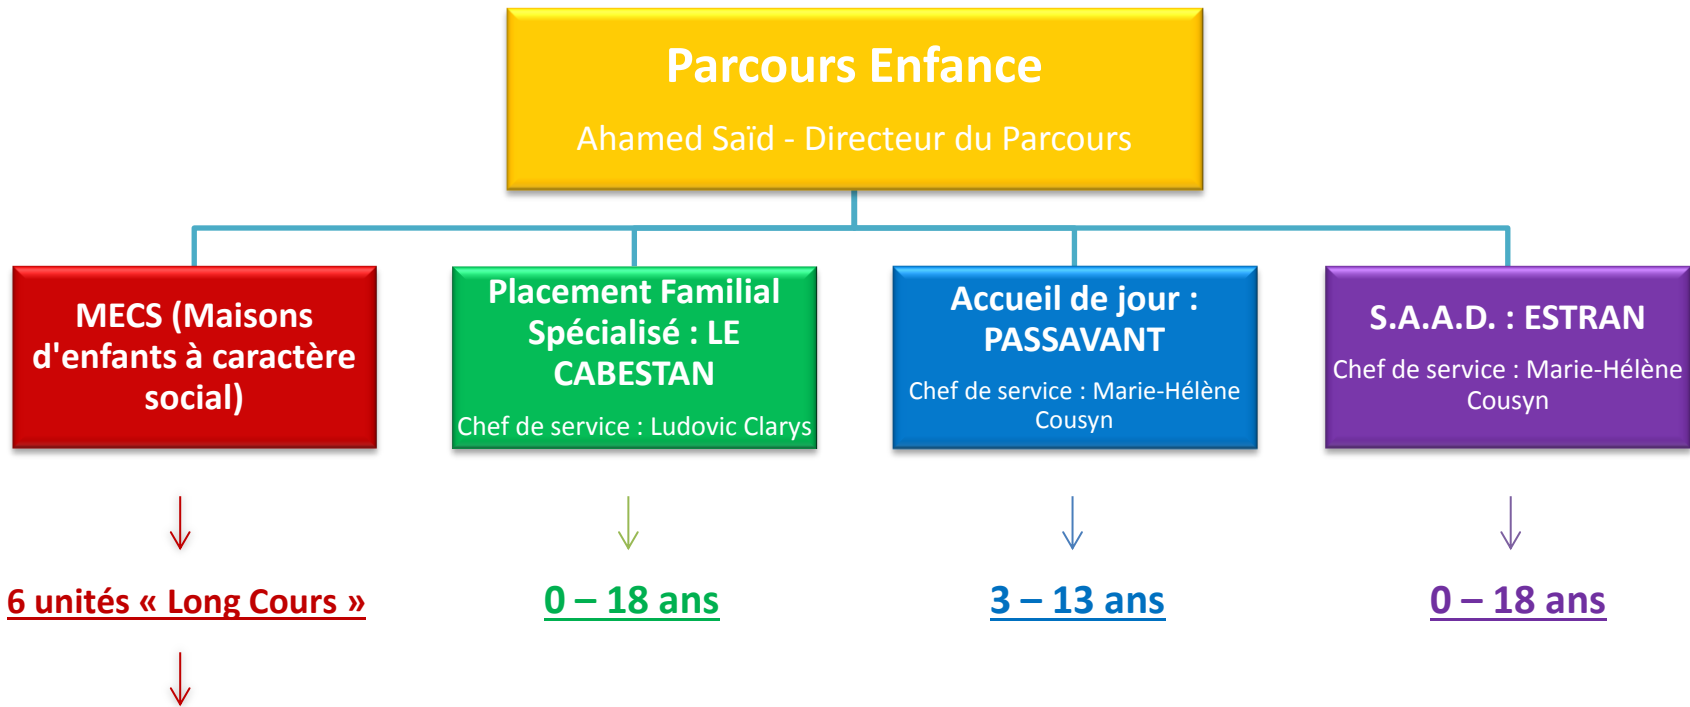 Parcours Enfance
Ahamed Saïd - Directeur du Parcours
MECS (Maisons
d'enfants à caractère
social)
Placement Familial
Spécialisé : LE
CABESTAN
Chef de service : Ludovic Clarys
Accueil de jour :
PASSAVANT
Chef de service : Marie-Hélène
Cousyn
S.A.A.D. : ESTRAN
Chef de service : Marie-Hélène
Cousyn
6 unités « Long Cours »
0 – 18 ans
3 – 13 ans
0 – 18 ans